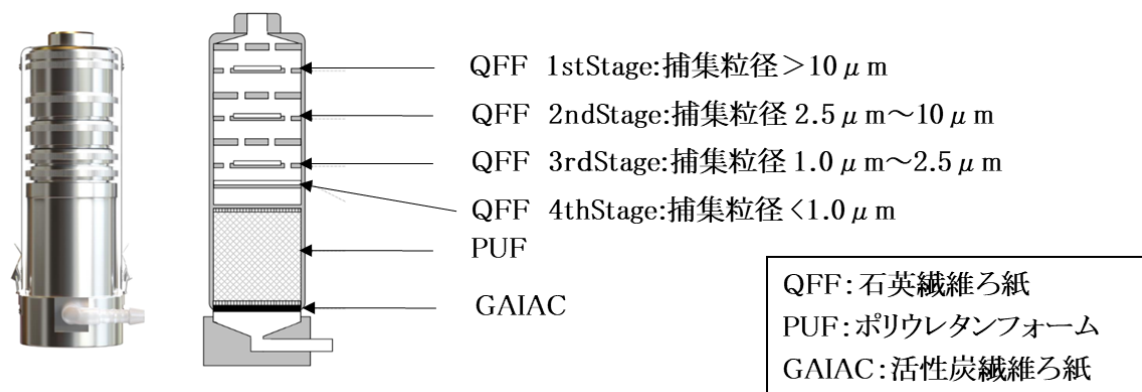 QFF 1stStage:捕集粒径＞10μm
QFF 2ndStage:捕集粒径 2.5μm～10μm
QFF 3rdStage:捕集粒径 1.0μm～2.5μm
QFF 4thStage:捕集粒径＜1.0μm
PUF
GAIAC
QFF:石英繊維ろ紙
PUF:ポリウレタンフォーム
GAIAC:活性炭繊維ろ紙